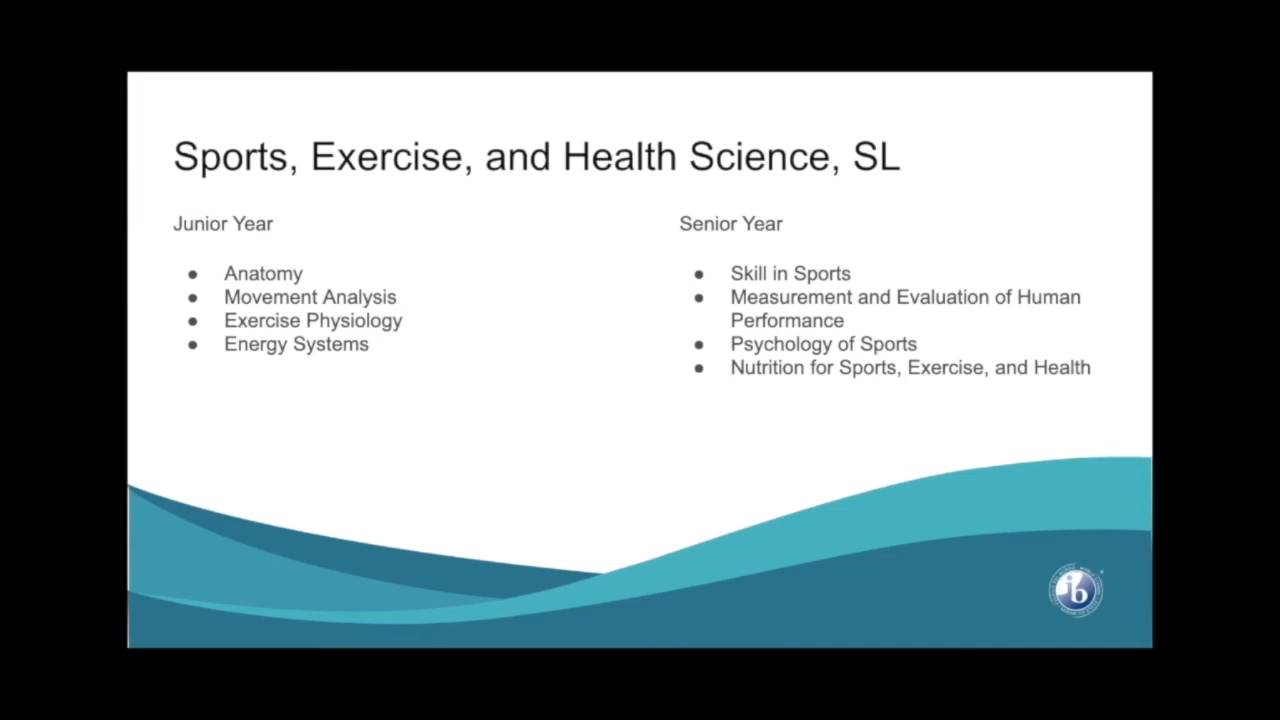 Sports, Exercise, and Health Science, SL
Junior Year
● Anatomy
● Movement Analysis
● Exercise Physiology
● Energy Systems
Senior Year
● Skill in Sports
● Measurement and Evaluation of Human
Performance
● Psychology of Sports
● Nutrition for Sports, Exercise, and Health
ib